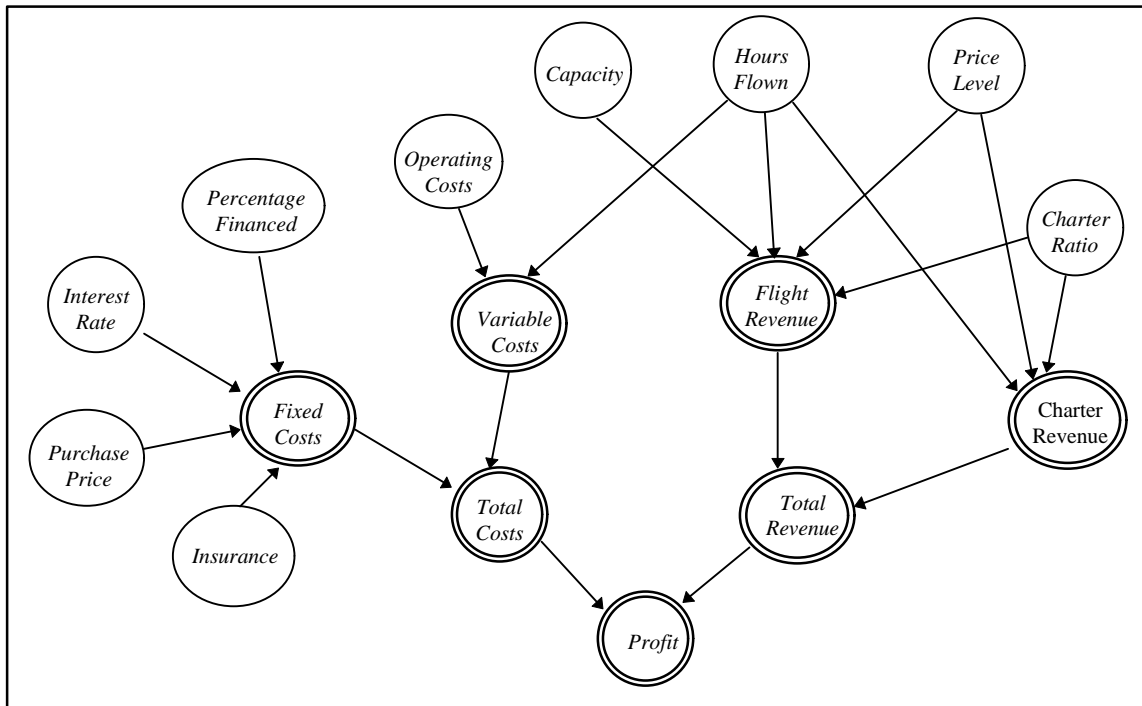 Capacity
Hours
Flown
Price
Level
Operating
Costs
Percentage
Financed
Charter
Ratio
Interest
Rate
Variable
Costs
Flight
Revenue
Fixed
Costs
Charter
Revenue
Purchase
Price
Total
Costs
Total
Revenue
Insurance
Profit